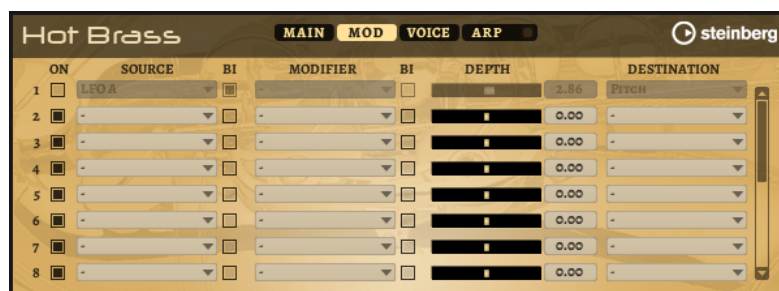 Hot Brass MAIN MOD VOICE ARP steinberg
ON SOURCE BI MODIFIER BI DEPTH DESTINATION
1 LFO A - 2.86 PITCH
2 - - 0.00 -
3 - - 0.00 -
4 - - 0.00 -
5 - - 0.00 -
6 - - 0.00 -
7 - - 0.00 -
8 - - 0.00 -